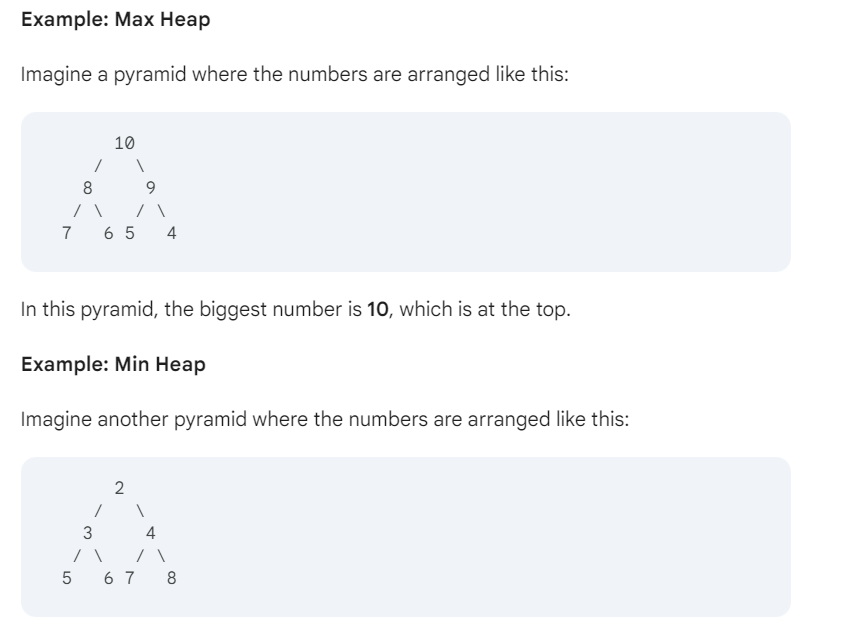 Example: Max Heap
Imagine a pyramid where the numbers are arranged like this:
10
/ \
8 9
/ \ / \
7 6 5 4
In this pyramid, the biggest number is 10, which is at the top.
Example: Min Heap
Imagine another pyramid where the numbers are arranged like this:
2
/ \
3 4
/ \ / \
5 6 7 8